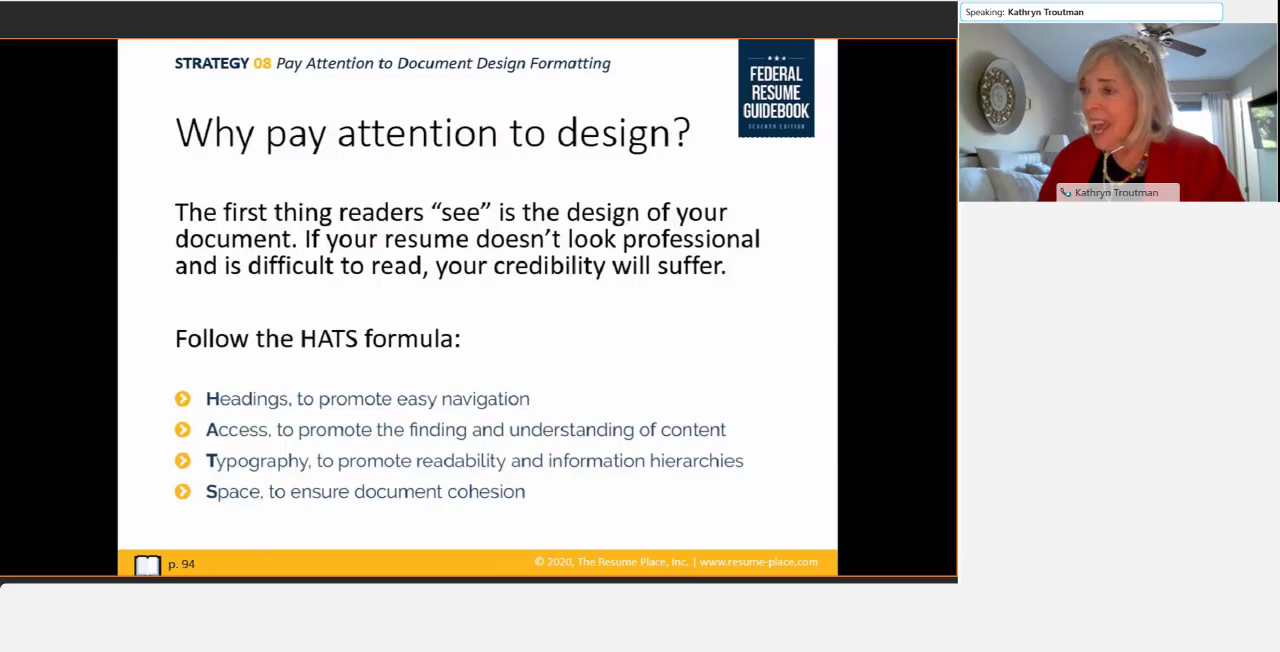 Speaking: Kathryn Troutman
STRATEGY 08 Pay Attention to Document Design Formatting
FEDERAL
RESUME
GUIDEBOOK
SEVENTH EDITION
Why pay attention to design?
The first thing readers “see” is the design of your
document. If your resume doesn’t look professional
and is difficult to read, your credibility will suffer.
Follow the HATS formula:
Headings, to promote easy navigation
Access, to promote the finding and understanding of content
Typography, to promote readability and information hierarchies
Space, to ensure document cohesion
p. 94
© 2020, The Resume Place, Inc. | www.resume-place.com
Kathryn Troutman